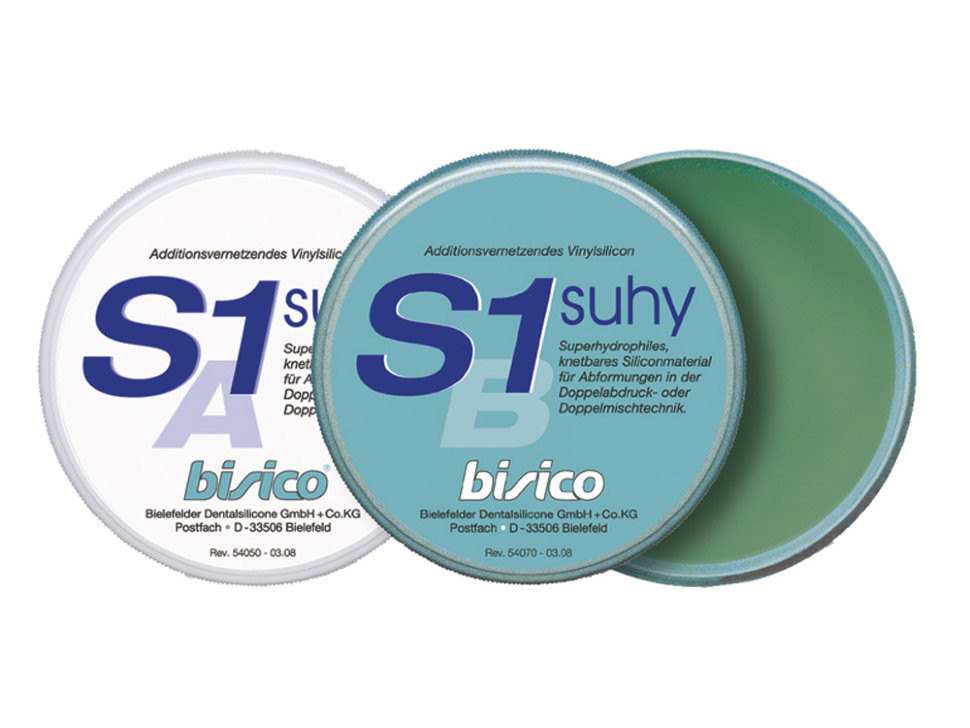 Additionsvernetzendes
S1
A
bisico®
Bielefelder Dentalsilicone GmbH + Co.KG
Postfach • D-33506 Bielefeld
Rev. 54050 - 03.08
Additionsvernetzendes Vinylsilicon
S1 suhy
Superhydrophiles,
knetbares Siliconmaterial
für Abformungen in der
Doppelabdruck- oder
Doppelmischtechnik.
B
bisico
Bielefelder Dentalsilicone GmbH + Co.KG
Postfach • D-33506 Bielefeld
Rev. 54070 - 03.08